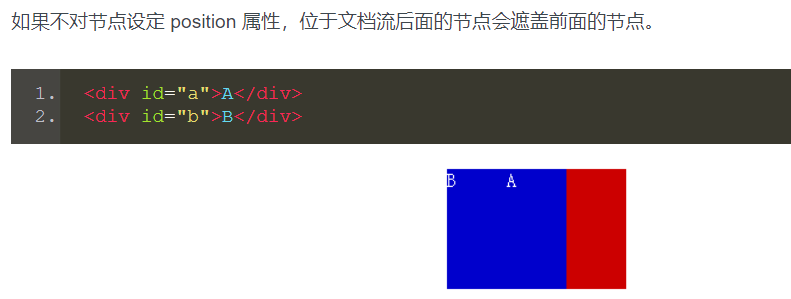 如果不对节点设定 position 属性，位于文档流后面的节点会遮盖前面的节点。
1. <div id="a">A</div>
2. <div id="b">B</div>
B A